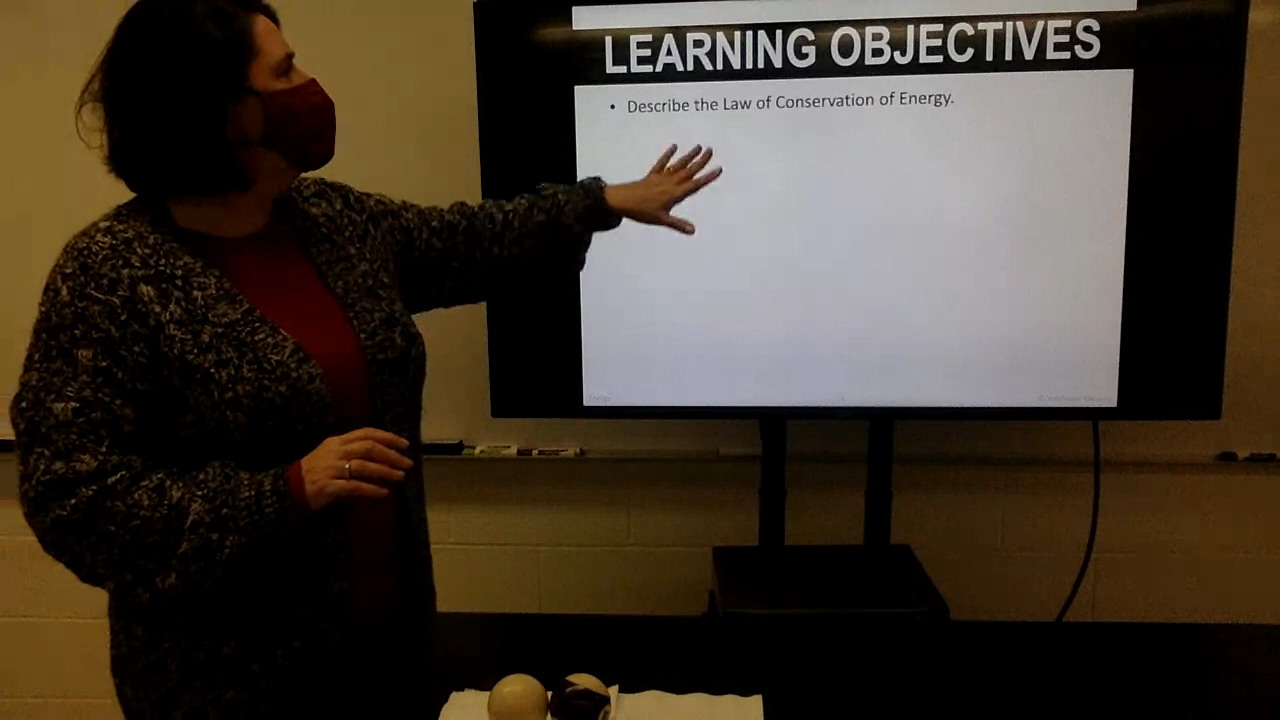 LEARNING OBJECTIVES
• Describe the Law of Conservation of Energy.